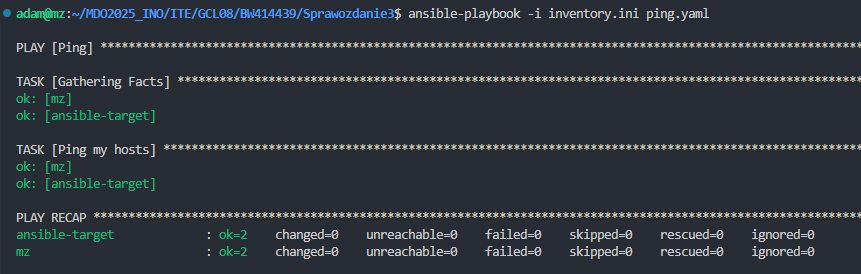 adam@mz:~/MDO2025_INO/ITE/GCL08/BW414439/Sprawozdanie3$ ansible-playbook -i inventory.ini ping.yaml
PLAY [Ping] *************************************************************************************************************
TASK [Gathering Facts] **************************************************************************************************
ok: [mz]
ok: [ansible-target]
TASK [Ping my hosts] ****************************************************************************************************
ok: [mz]
ok: [ansible-target]
PLAY RECAP **************************************************************************************************************
ansible-target             : ok=2    changed=0    unreachable=0    failed=0    skipped=0    rescued=0    ignored=0
mz                         : ok=2    changed=0    unreachable=0    failed=0    skipped=0    rescued=0    ignored=0